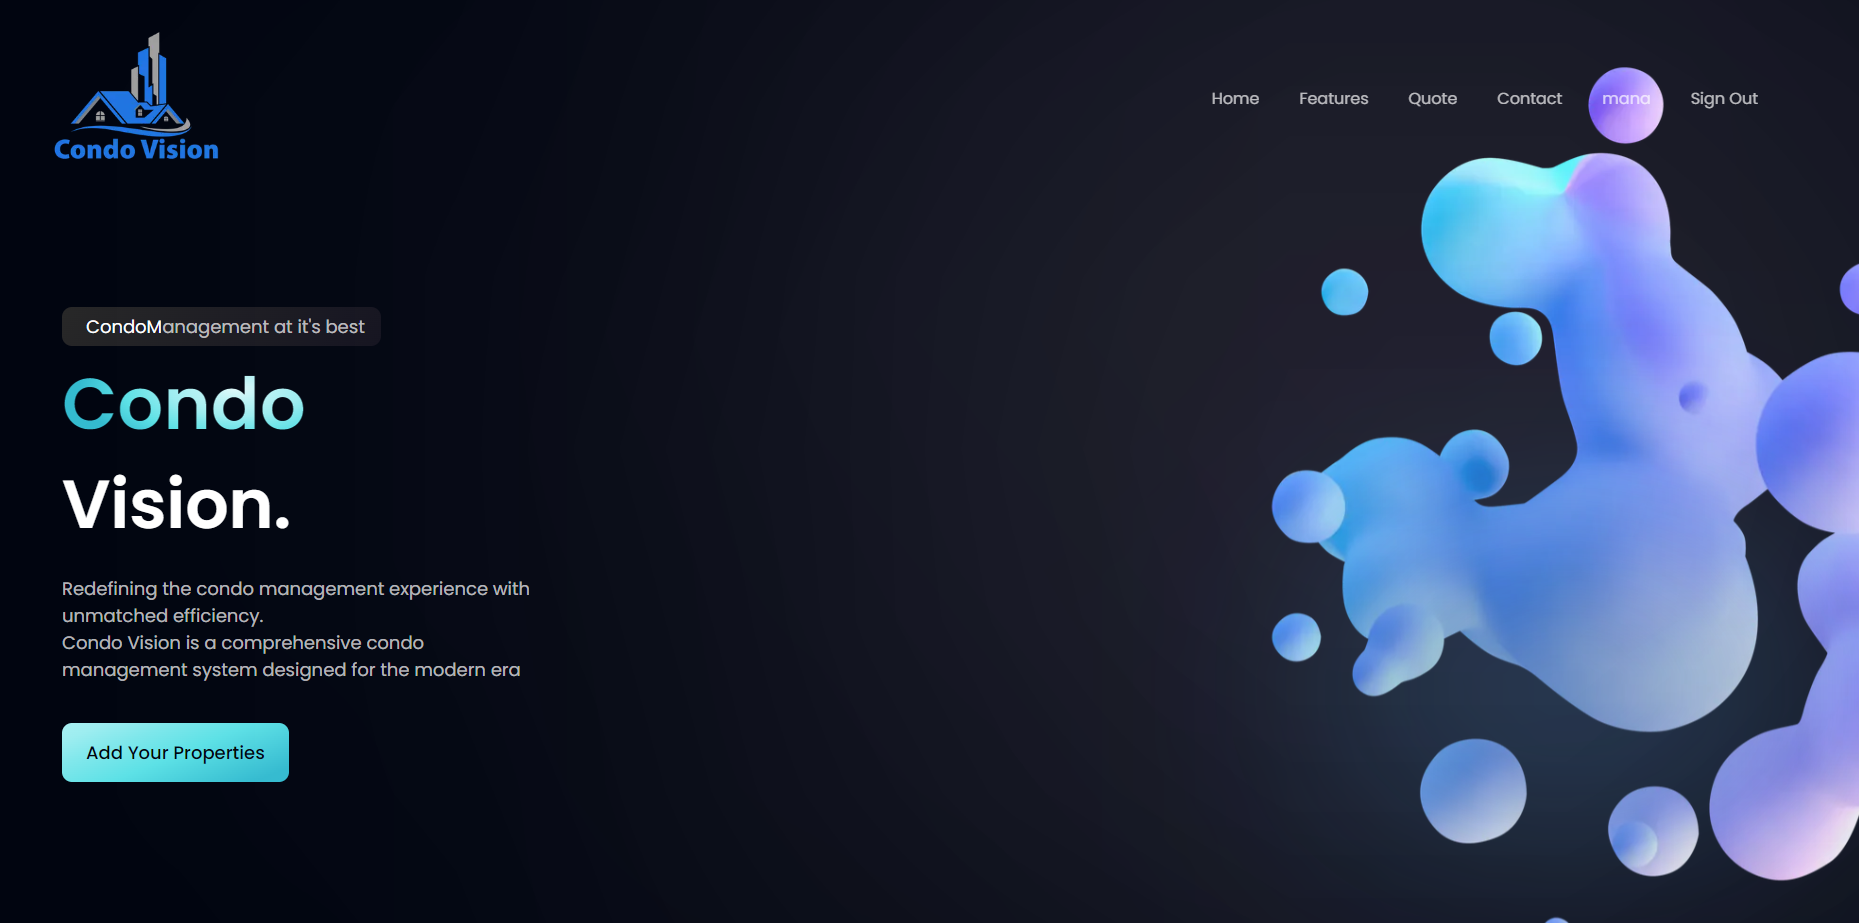 Condo Vision
Home Features Quote Contact mana Sign Out
CondoManagement at it's best
Condo
Vision.
Redefining the condo management experience with
unmatched efficiency.
Condo Vision is a comprehensive condo
management system designed for the modern era
Add Your Properties